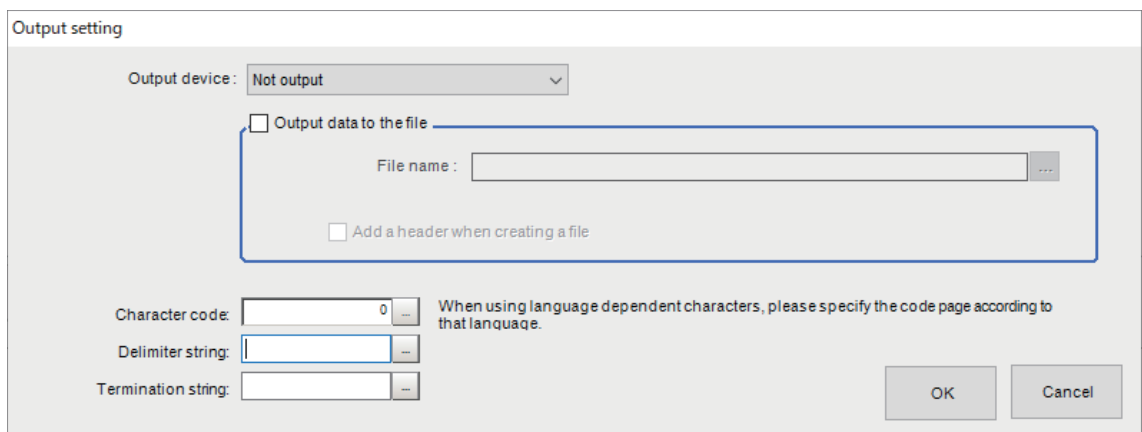 Output setting
Output device: Not output
Output data to the file
File name : ...
Add a header when creating a file
Character code: 0 ... When using language dependent characters, please specify the code page according to
that language.
Delimiter string: ...
Termination string: ...
OK Cancel